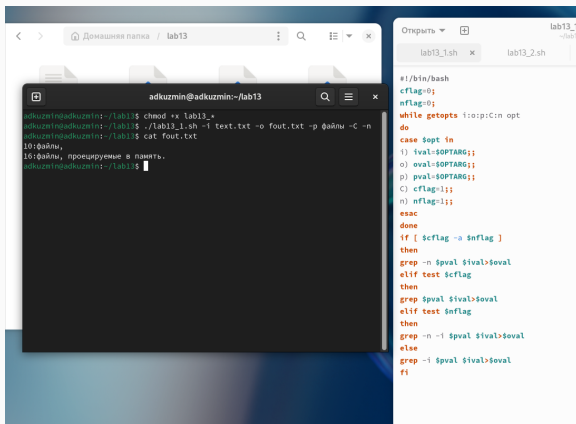 Домашняя папка / lab13
adkuzmin@adkuzmin:~/lab13
adkuzmin@adkuzmin:~/lab13$ chmod +x lab13_*
adkuzmin@adkuzmin:~/lab13$ ./lab13_1.sh -i text.txt -o fout.txt -p файлы -C -n
adkuzmin@adkuzmin:~/lab13$ cat fout.txt
10:файлы,
16:файлы, проецируемые в память.
adkuzmin@adkuzmin:~/lab13$
Открыть
lab13_1
~/lab1
lab13_1.sh
lab13_2.sh
#!/bin/bash
cflag=0;
nflag=0;
while getopts i:o:p:C:n opt
do
case $opt in
i) ival=$OPTARG;;
o) oval=$OPTARG;;
p) pval=$OPTARG;;
C) cflag=1;;
n) nflag=1;;
esac
done
if [ $cflag -a $nflag ]
then
grep -n $pval $ival>$oval
elif test $cflag
then
grep $pval $ival>$oval
elif test $nflag
then
grep -n -i $pval $ival>$oval
else
grep -i $pval $ival>$oval
fi